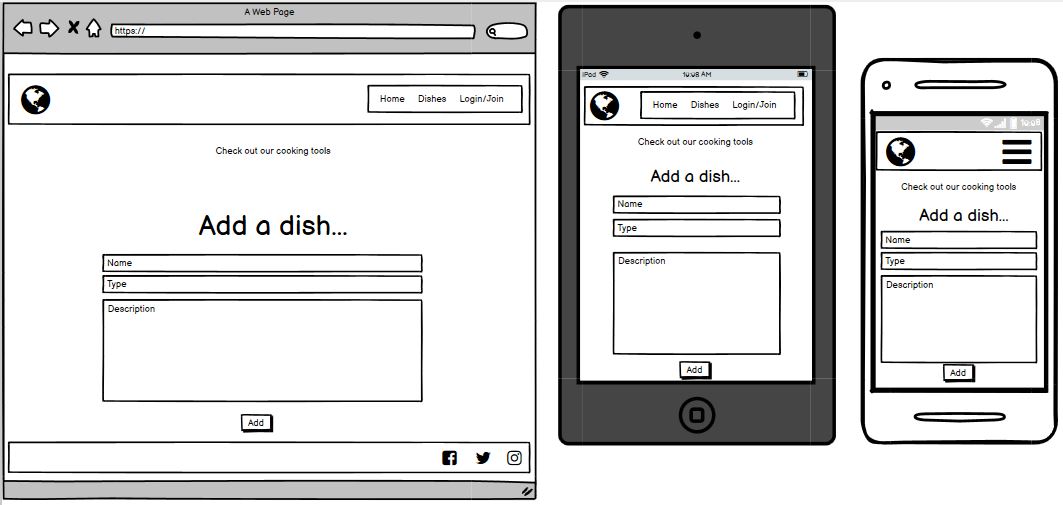 A Web Page
https://
Home Dishes Login/Join
Check out our cooking tools
Add a dish...
Name
Type
Description
Add
iPod 10:08 AM
Home Dishes Login/Join
Check out our cooking tools
Add a dish...
Name
Type
Description
Add
10:08
Check out our cooking tools
Add a dish...
Name
Type
Description
Add